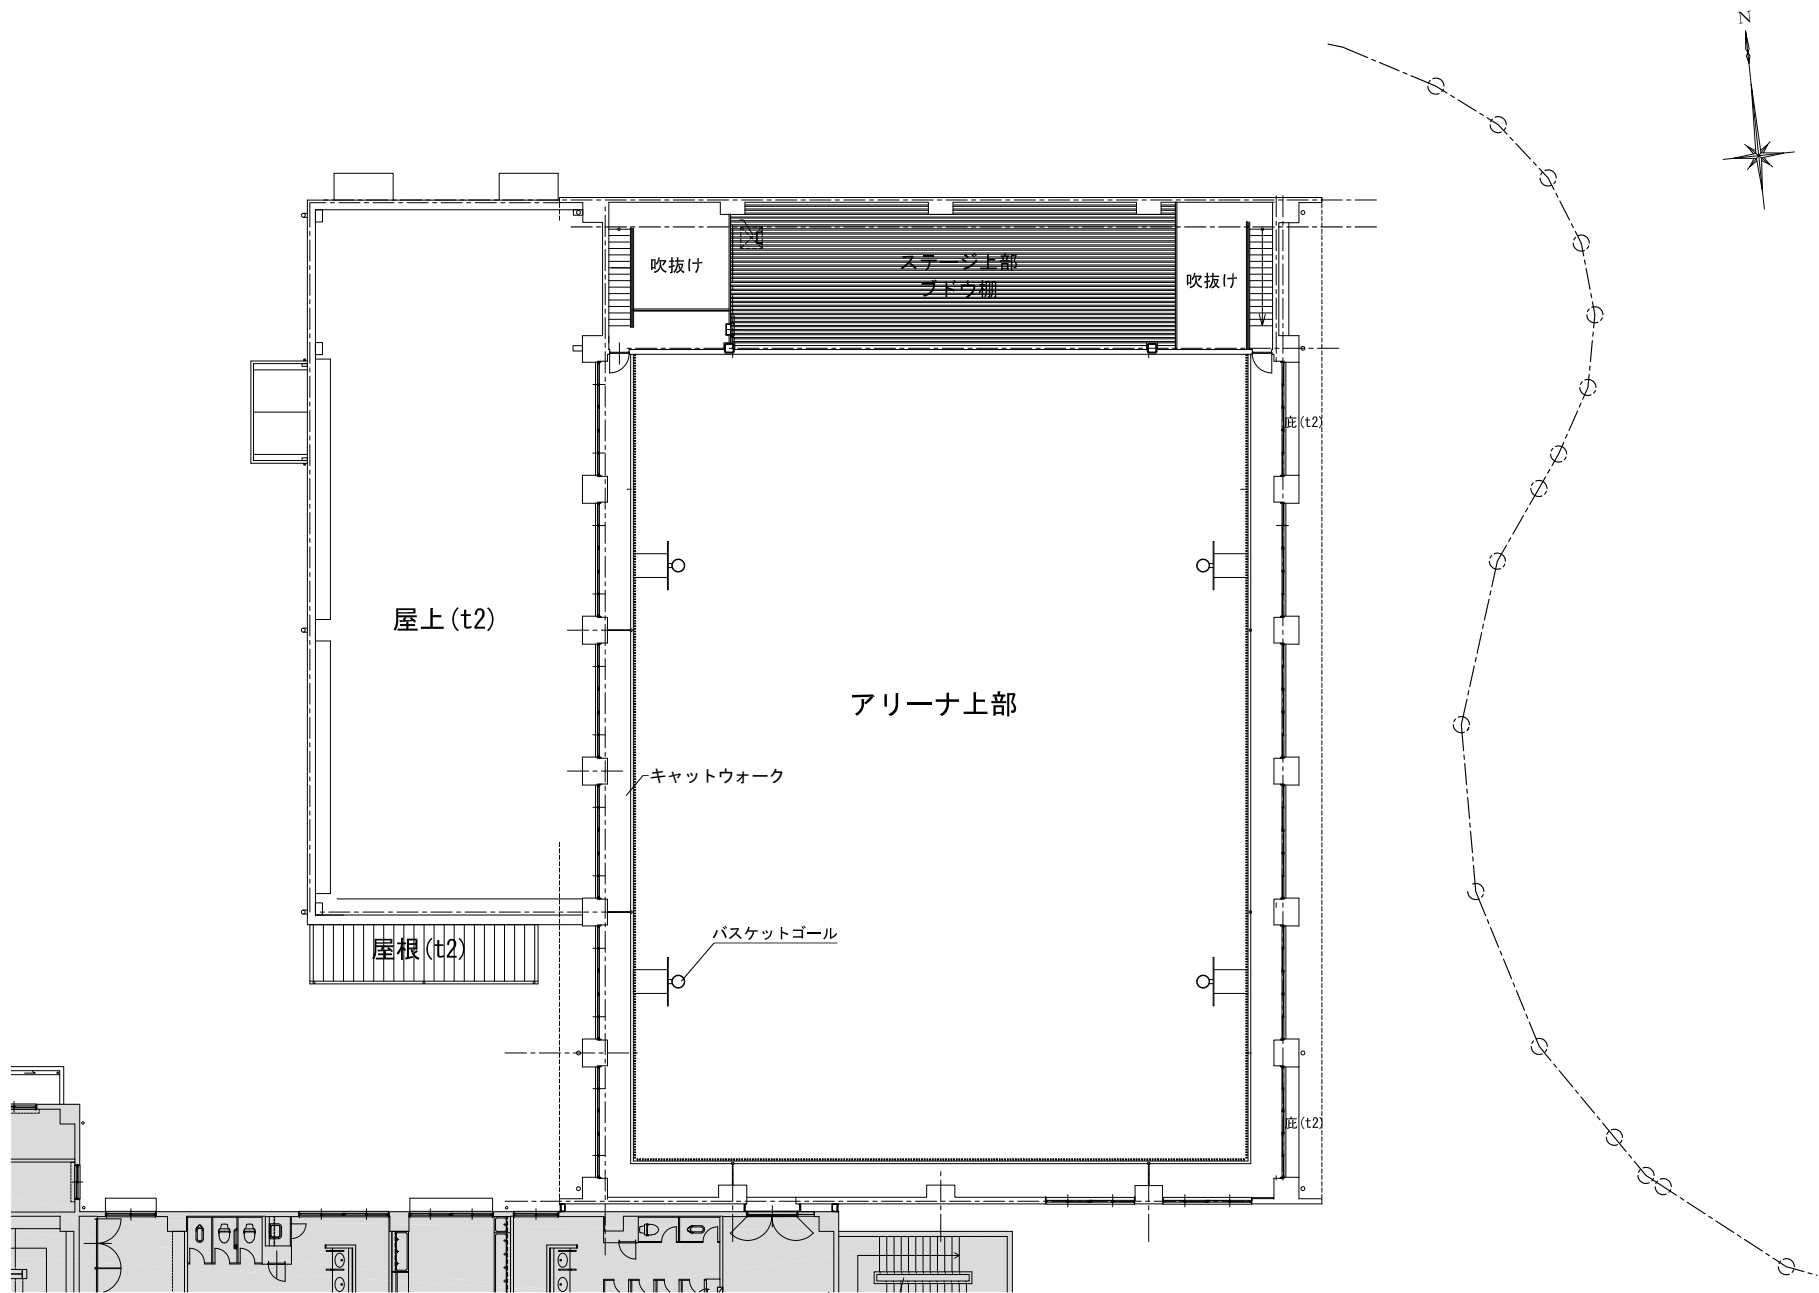 N
吹抜け
ステージ上部
ブドウ棚
吹抜け
庇(t2)
屋上(t2)
アリーナ上部
キャットウォーク
バスケットゴール
屋根(t2)
庇(t2)